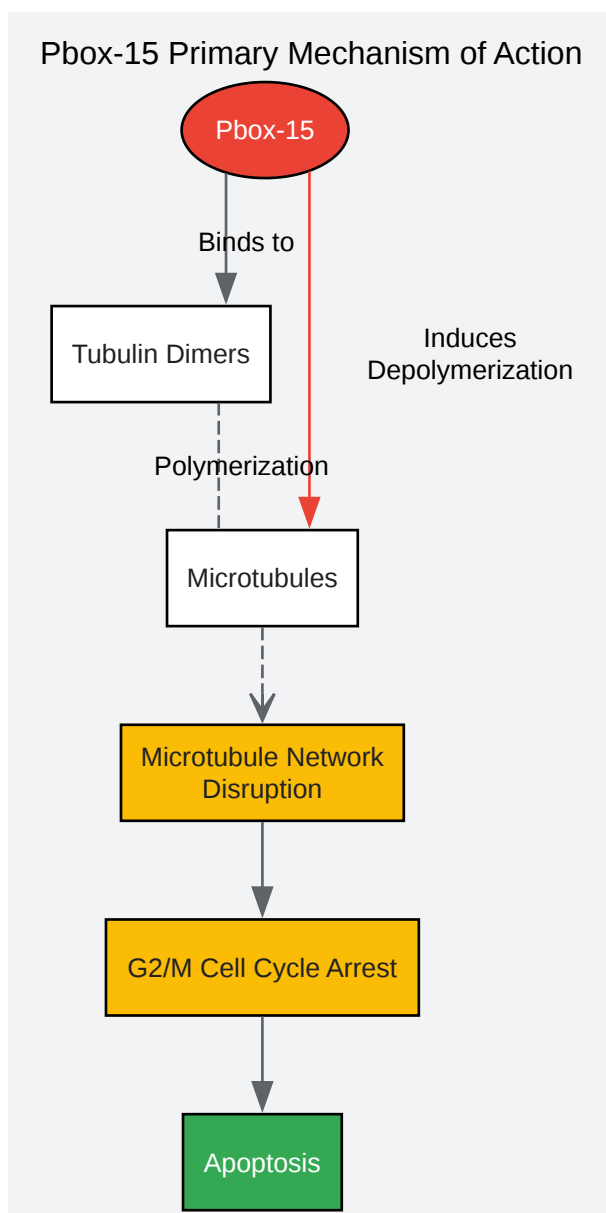 Pbox-15 Primary Mechanism of Action
Pbox-15
Binds to
Tubulin Dimers
Induces
Depolymerization
Polymerization
Microtubules
Microtubule Network
Disruption
G2/M Cell Cycle Arrest
Apoptosis